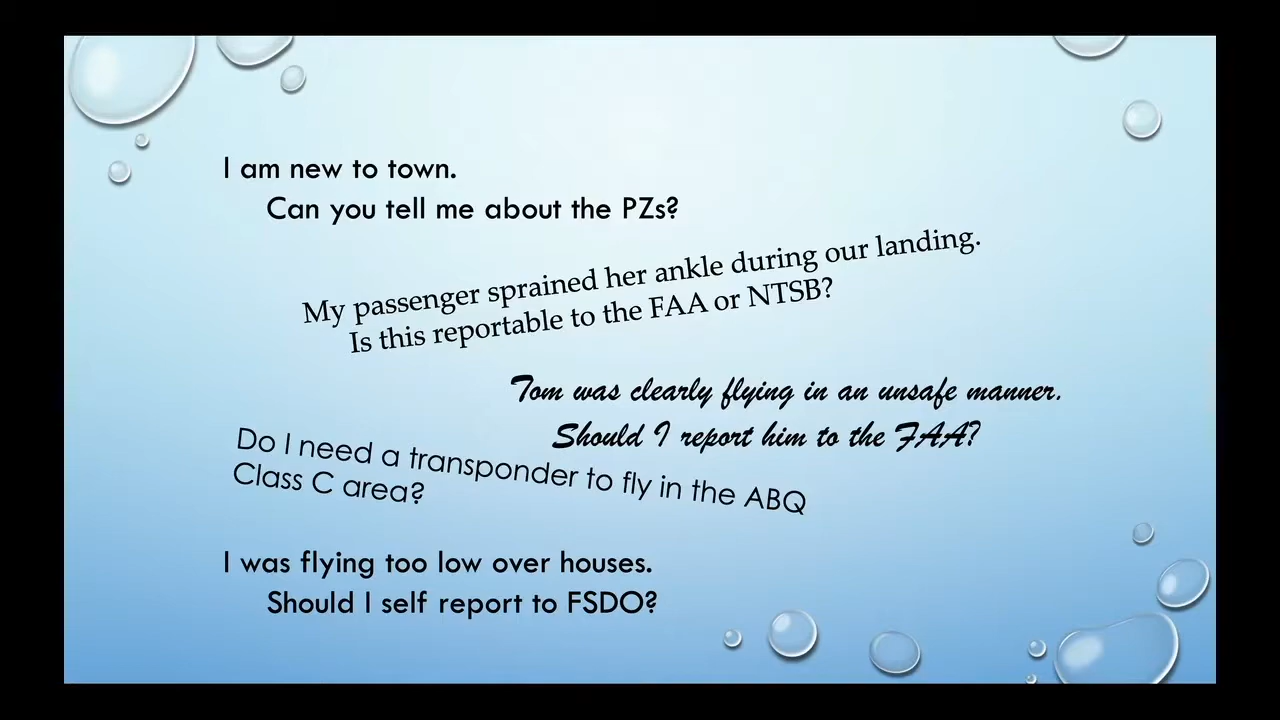 I am new to town.
Can you tell me about the PZs?
My passenger sprained her ankle during our landing.
Is this reportable to the FAA or NTSB?
Tom was clearly flying in an unsafe manner.
Should I report him to the FAA?
Do I need a transponder to fly in the ABQ
Class C area?
I was flying too low over houses.
Should I self report to FSDO?